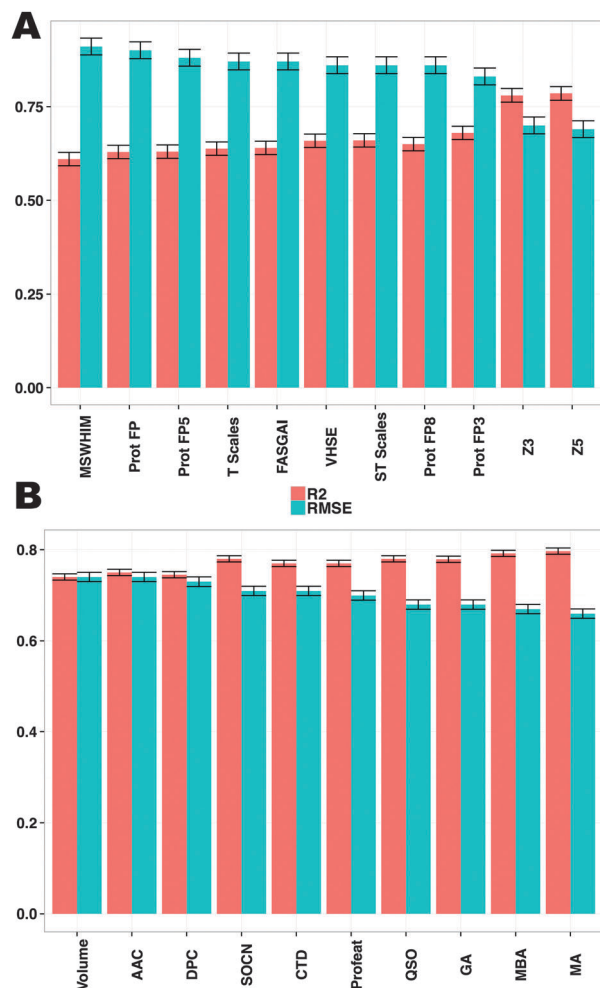 A
0.75
0.50
0.25
0.00
MSWHIM
Prot FP
Prot FP5
T Scales
FASGAI
VHSE
ST Scales
Prot FP8
Prot FP3
Z3
Z5
B
R2
RMSE
0.8
0.6
0.4
0.2
0.0
Volume
AAC
DPC
SOCN
CTD
Profeat
QSO
GA
MBA
MA